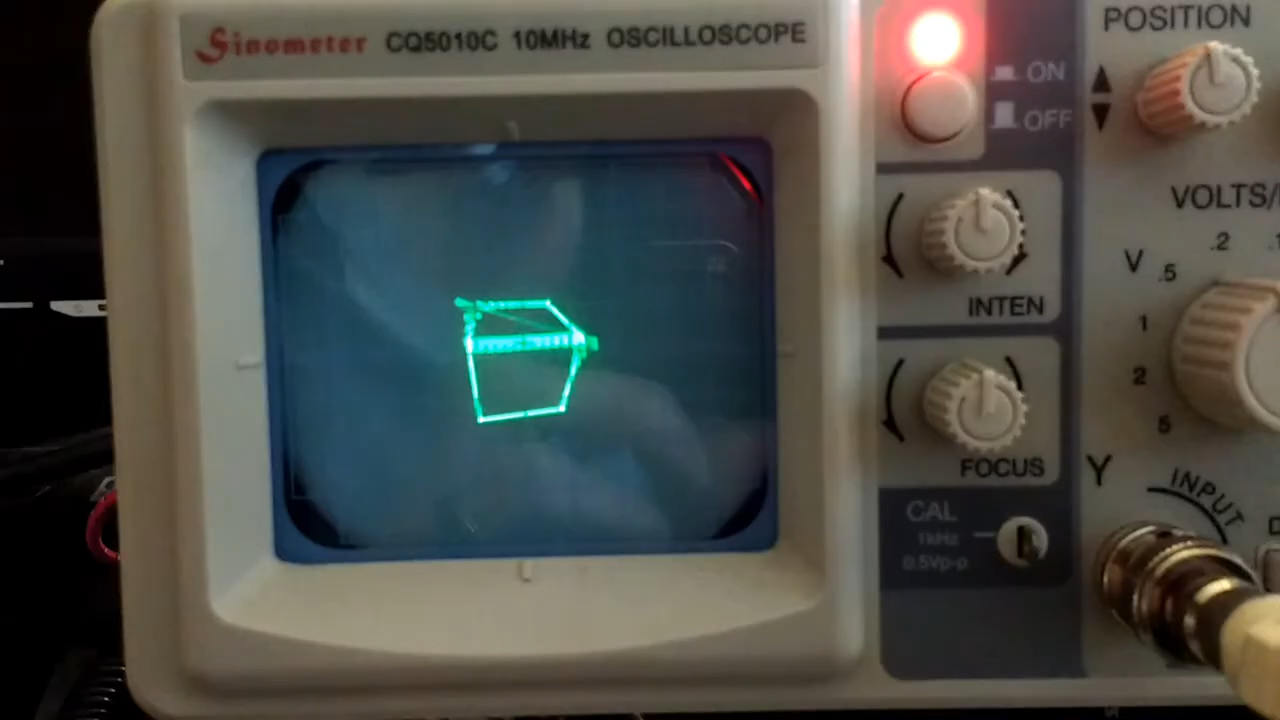 Sinometer CQ5010C 10MHz OSCILLOSCOPE
ON
OFF
INTEN
FOCUS
CAL
1kHz
0.5Vp-p
POSITION
VOLTS/
V
.2
.5
1
2
5
Y
INPUT